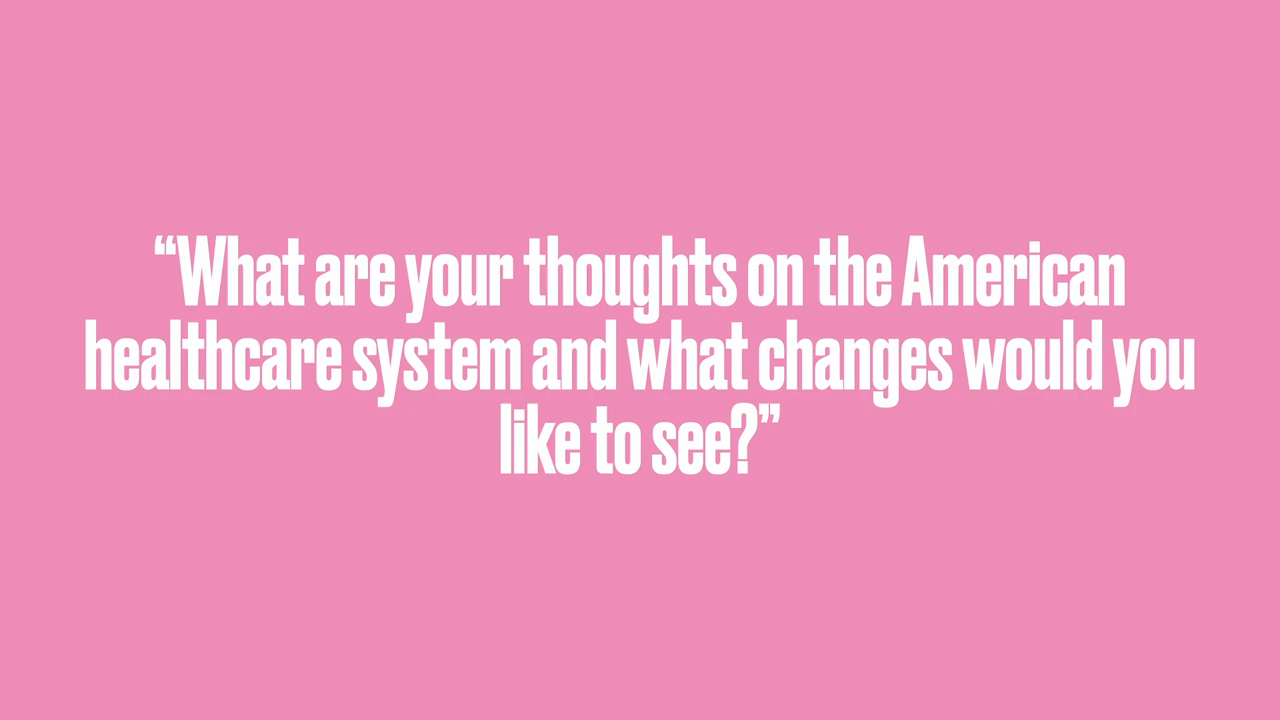 “What are your thoughts on the American
healthcare system and what changes would you
like to see?”